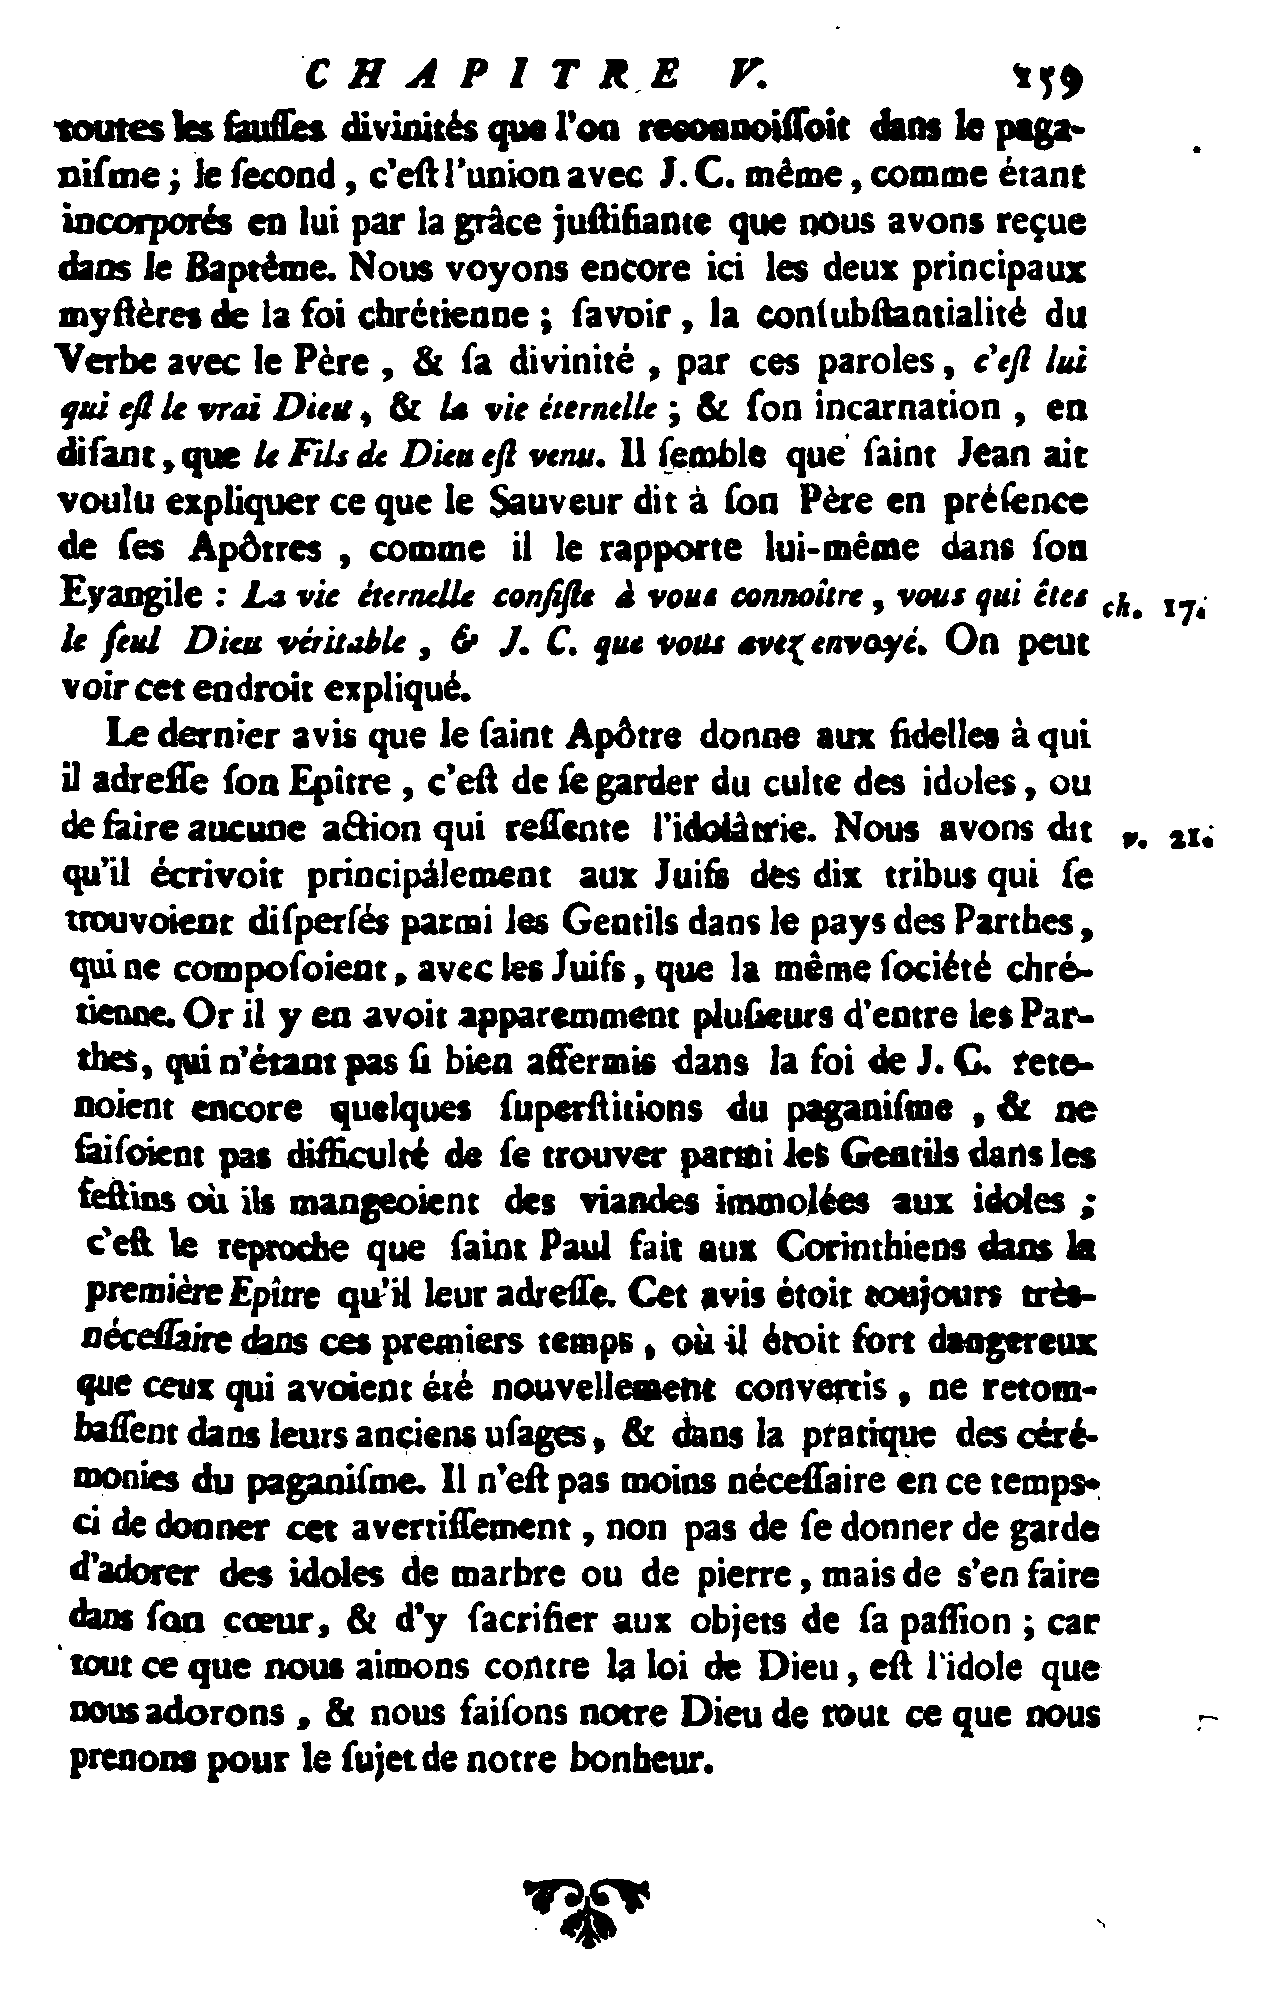 CHAPITRE V. 159
toutes les fauſſes divinités que l'on reconnoiſſoit dans le paga-
niſme ; le ſecond , c'eſt l'union avec J. C. même , comme étant
incorporés en lui par la grâce juſtifiante que nous avons reçue
dans le Baptême. Nous voyons encore ici les deux principaux
myſtères de la foi chrétienne ; ſavoir , la conſubſtantialité du
Verbe avec le Père , & ſa divinité , par ces paroles , c'eſt lui
qui eſt le vrai Dieu , & la vie éternelle ; & ſon incarnation , en
diſant , que le Fils de Dieu eſt venu. Il ſemble que ſaint Jean ait
voulu expliquer ce que le Sauveur dit à ſon Père en préſence
de ſes Apôtres , comme il le rapporte lui-même dans ſon
Eyangile : La vie éternelle conſiſte à vous connoître , vous qui êtes ch. 17.
le ſeul Dieu véritable , & J. C. que vous avez envoyé. On peut
voir cet endroit expliqué.
Le dernier avis que le ſaint Apôtre donne aux fidelles à qui
il adreſſe ſon Epître , c'eſt de ſe garder du culte des idoles , ou
de faire aucune action qui reſſente l'idolâtrie. Nous avons dit v. 21.
qu'il écrivoit principalement aux Juifs des dix tribus qui ſe
trouvoient diſperſés parmi les Gentils dans le pays des Parthes ,
qui ne compoſoient , avec les Juifs , que la même ſociété chré-
tienne. Or il y en avoit apparemment pluſieurs d'entre les Par-
thes, qui n'étant pas ſi bien affermis dans la foi de J. C. rete-
noient encore quelques ſuperſtitions du paganiſme , & ne
faiſoient pas difficulté de ſe trouver parmi les Gentils dans les
feſtins où ils mangeoient des viandes immolées aux idoles ;
c'eſt le reproche que ſaint Paul fait aux Corinthiens dans la
première Epître qu'il leur adreſſe. Cet avis étoit toujours très-
néceſſaire dans ces premiers temps , où il étoit fort dangereux
que ceux qui avoient été nouvellement convertis , ne retom-
baſſent dans leurs anciens uſages , & dans la pratique des céré-
monies du paganiſme. Il n'eſt pas moins néceſſaire en ce temps-
ci de donner cet avertiſſement , non pas de ſe donner de garde
d'adorer des idoles de marbre ou de pierre , mais de s'en faire
dans ſon cœur , & d'y ſacrifier aux objets de ſa paſſion ; car
tout ce que nous aimons contre la loi de Dieu , eſt l'idole que
nous adorons , & nous faiſons notre Dieu de tout ce que nous
prenons pour le ſujet de notre bonheur.